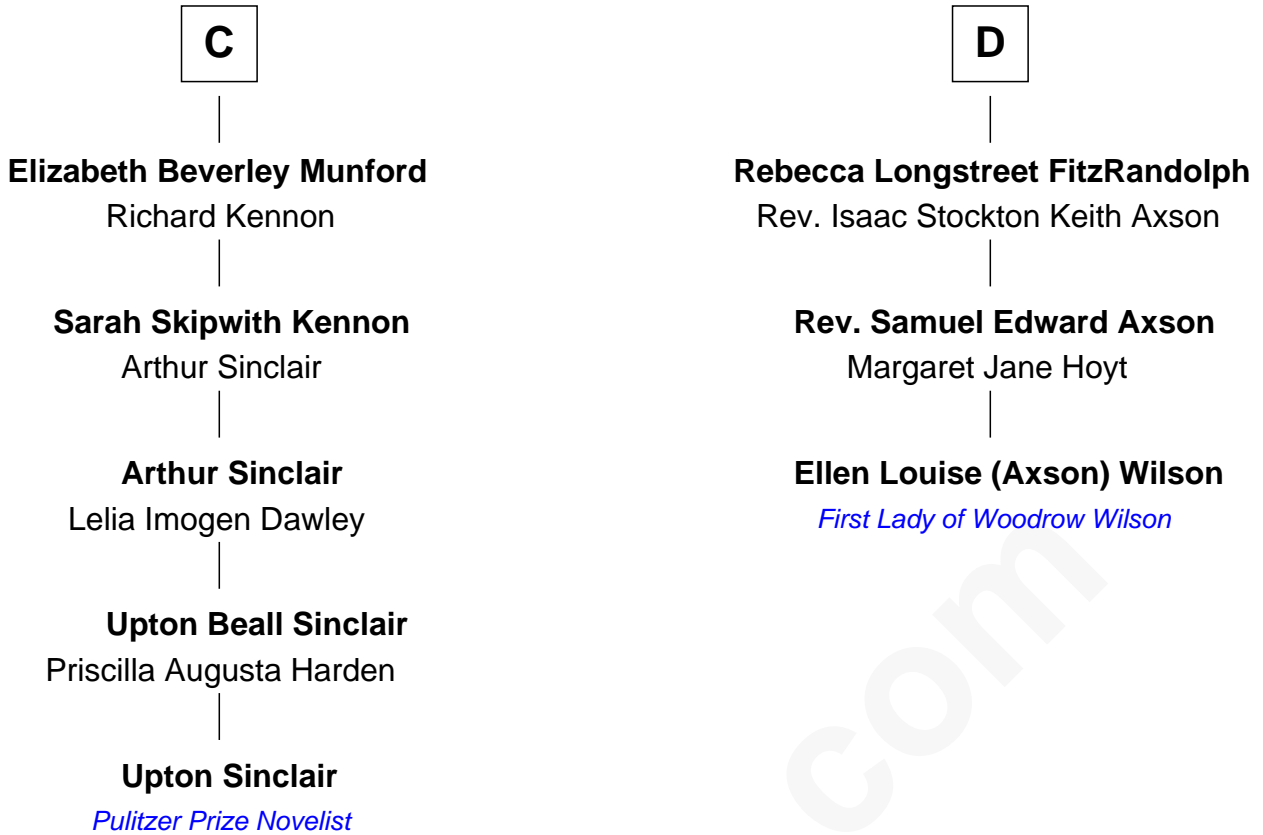 C
Elizabeth Beverley Munford
Richard Kennon
Sarah Skipwith Kennon
Arthur Sinclair
Arthur Sinclair
Lelia Imogen Dawley
Upton Beall Sinclair
Priscilla Augusta Harden
Upton Sinclair
Pulitzer Prize Novelist
D
Rebecca Longstreet FitzRandolph
Rev. Isaac Stockton Keith Axson
Rev. Samuel Edward Axson
Margaret Jane Hoyt
Ellen Louise (Axson) Wilson
First Lady of Woodrow Wilson
com